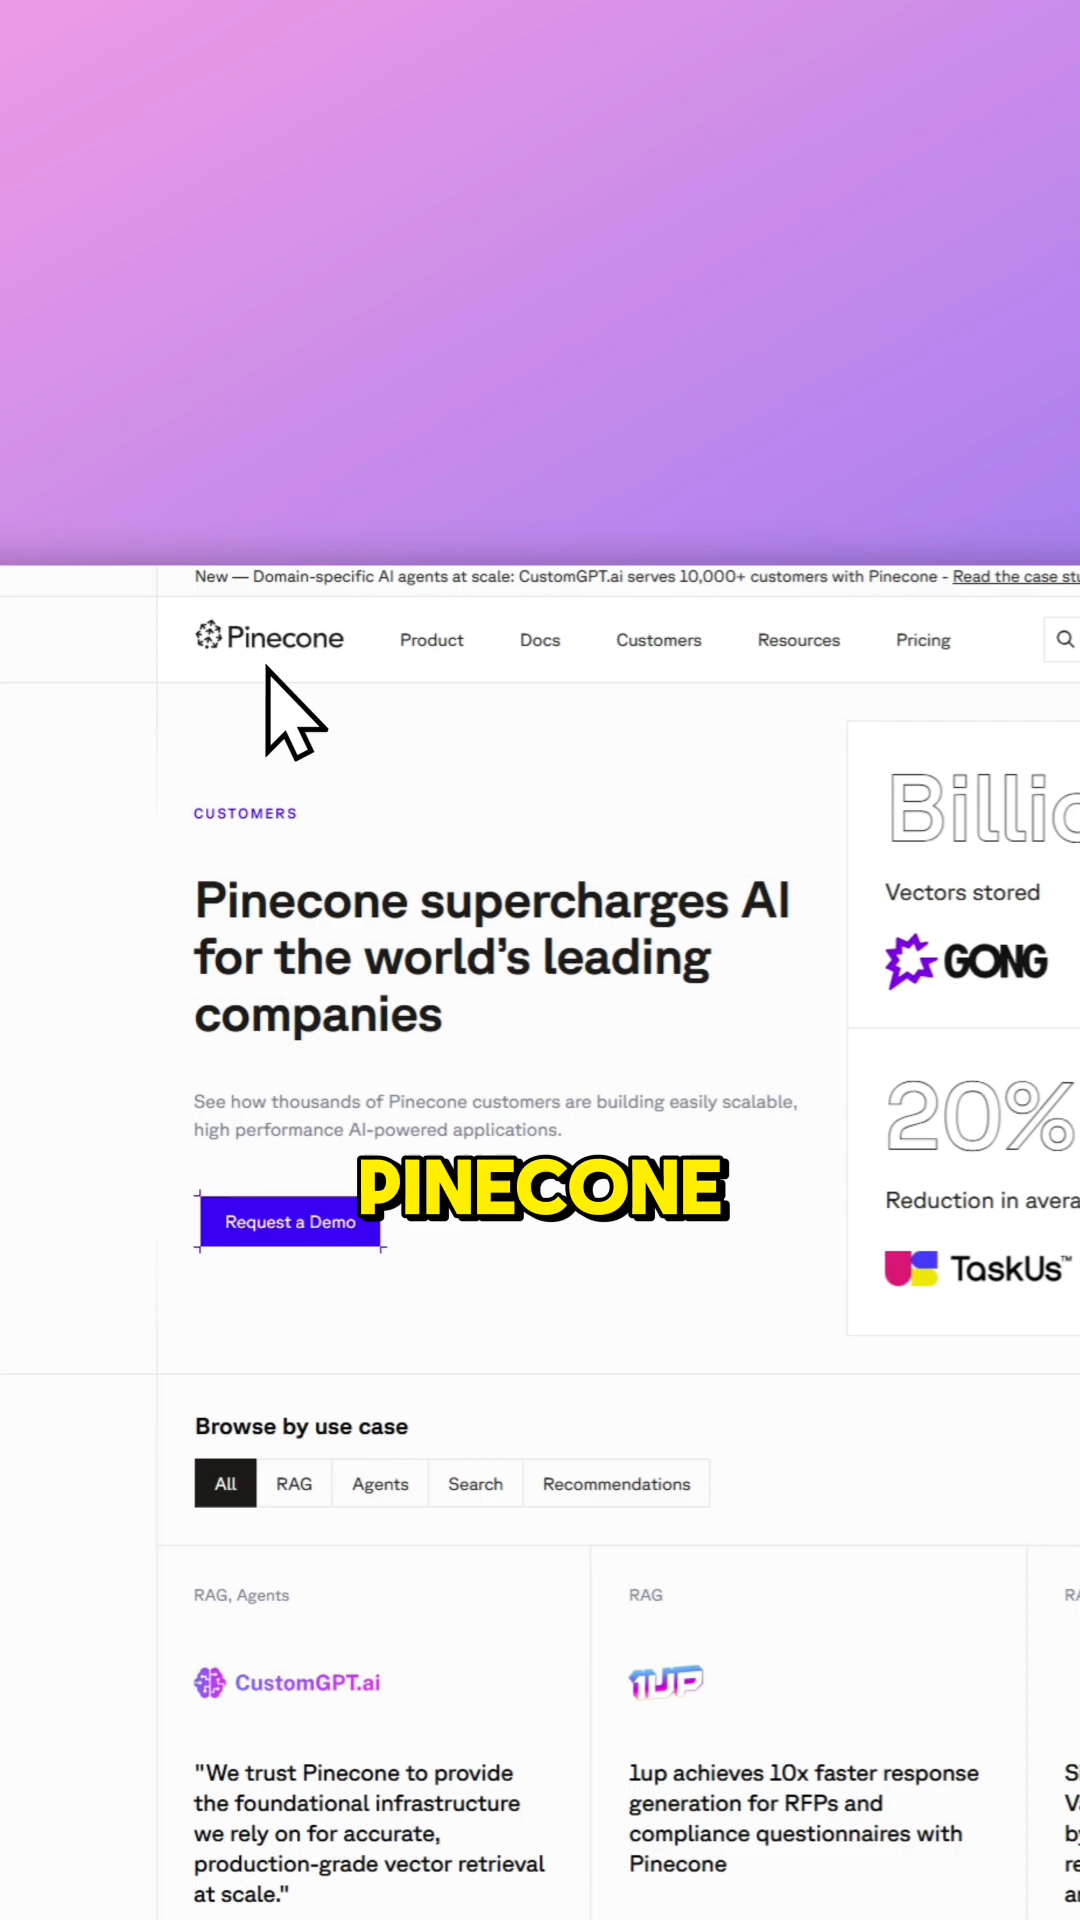 New — Domain-specific AI agents at scale: CustomGPT.ai serves 10,000+ customers with Pinecone - Read the case
Pinecone
Product
Docs
Customers
Resources
Pricing
CUSTOMERS
Pinecone supercharges AI
for the world's leading
companies
See how thousands of Pinecone customers are building easily scalable,
high performance AI-powered applications.
Request a Demo
PINECONE
Vectors stored
GONG
20%
Reduction in
TaskUs™
Browse by use case
All
RAG
Agents
Search
Recommendations
RAG, Agents
CustomGPT.ai
"We trust Pinecone to provide
the foundational infrastructure
we rely on for accurate,
production-grade vector retrieval
at scale."
RAG
1UP
1up achieves 10x faster response
generation for RFPs and
compliance questionnaires with
Pinecone